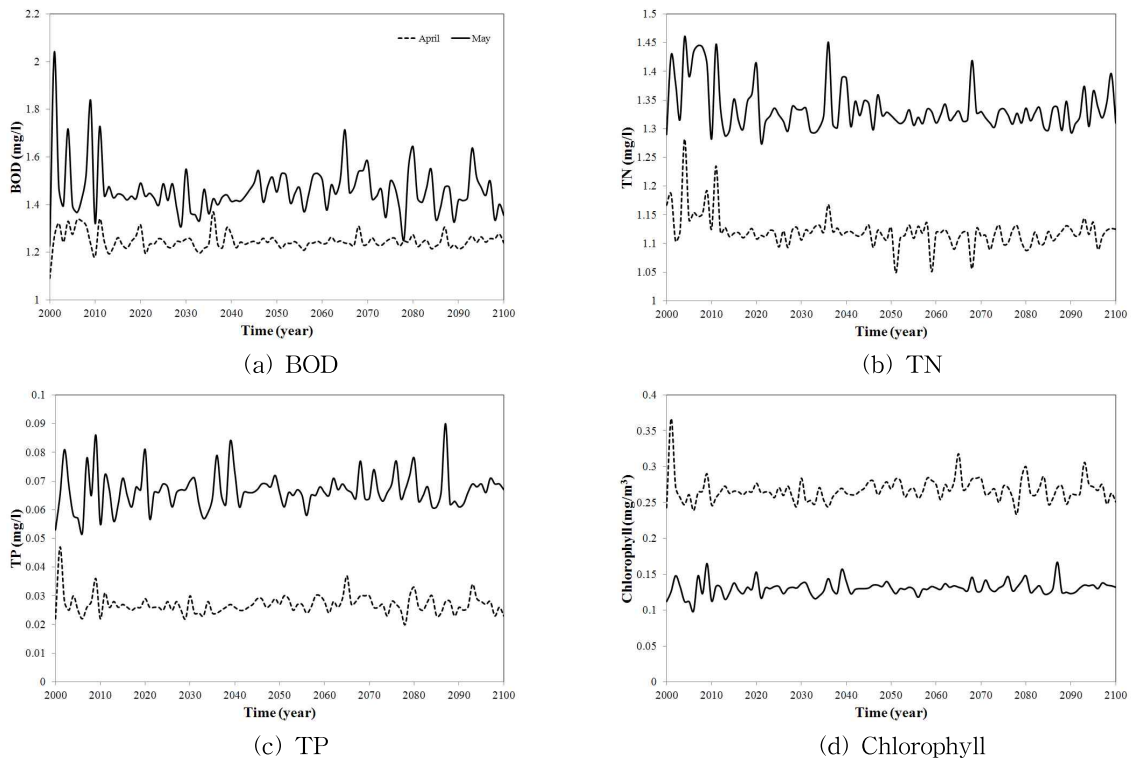 2.2
2
1.8
1.6
1.4
1.2
1
BOD (mg/l)
April
May
2000 2010 2020 2030 2040 2050 2060 2070 2080 2090 2100
Time (year)
(a) BOD
1.5
1.45
1.4
1.35
1.3
1.25
1.2
1.15
1.1
1.05
1
TN (mg/l)
2000 2010 2020 2030 2040 2050 2060 2070 2080 2090 2100
Time (year)
(b) TN
0.1
0.09
0.08
0.07
0.06
0.05
0.04
0.03
0.02
0.01
0
TP (mg/l)
2000 2010 2020 2030 2040 2050 2060 2070 2080 2090 2100
Time (year)
(c) TP
0.4
0.35
0.3
0.25
0.2
0.15
0.1
0.05
0
Chlorophyll (mg/m³)
2000 2010 2020 2030 2040 2050 2060 2070 2080 2090 2100
Time (year)
(d) Chlorophyll